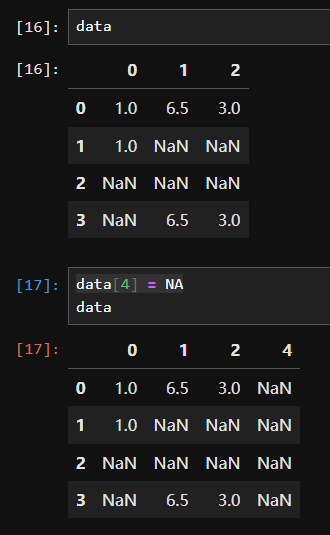 [16]: data
[16]:
0 1 2
0 1.0 6.5 3.0
1 1.0 NaN NaN
2 NaN NaN NaN
3 NaN 6.5 3.0
[17]: data[4] = NA
data
[17]:
0 1 2 4
0 1.0 6.5 3.0 NaN
1 1.0 NaN NaN NaN
2 NaN NaN NaN NaN
3 NaN 6.5 3.0 NaN